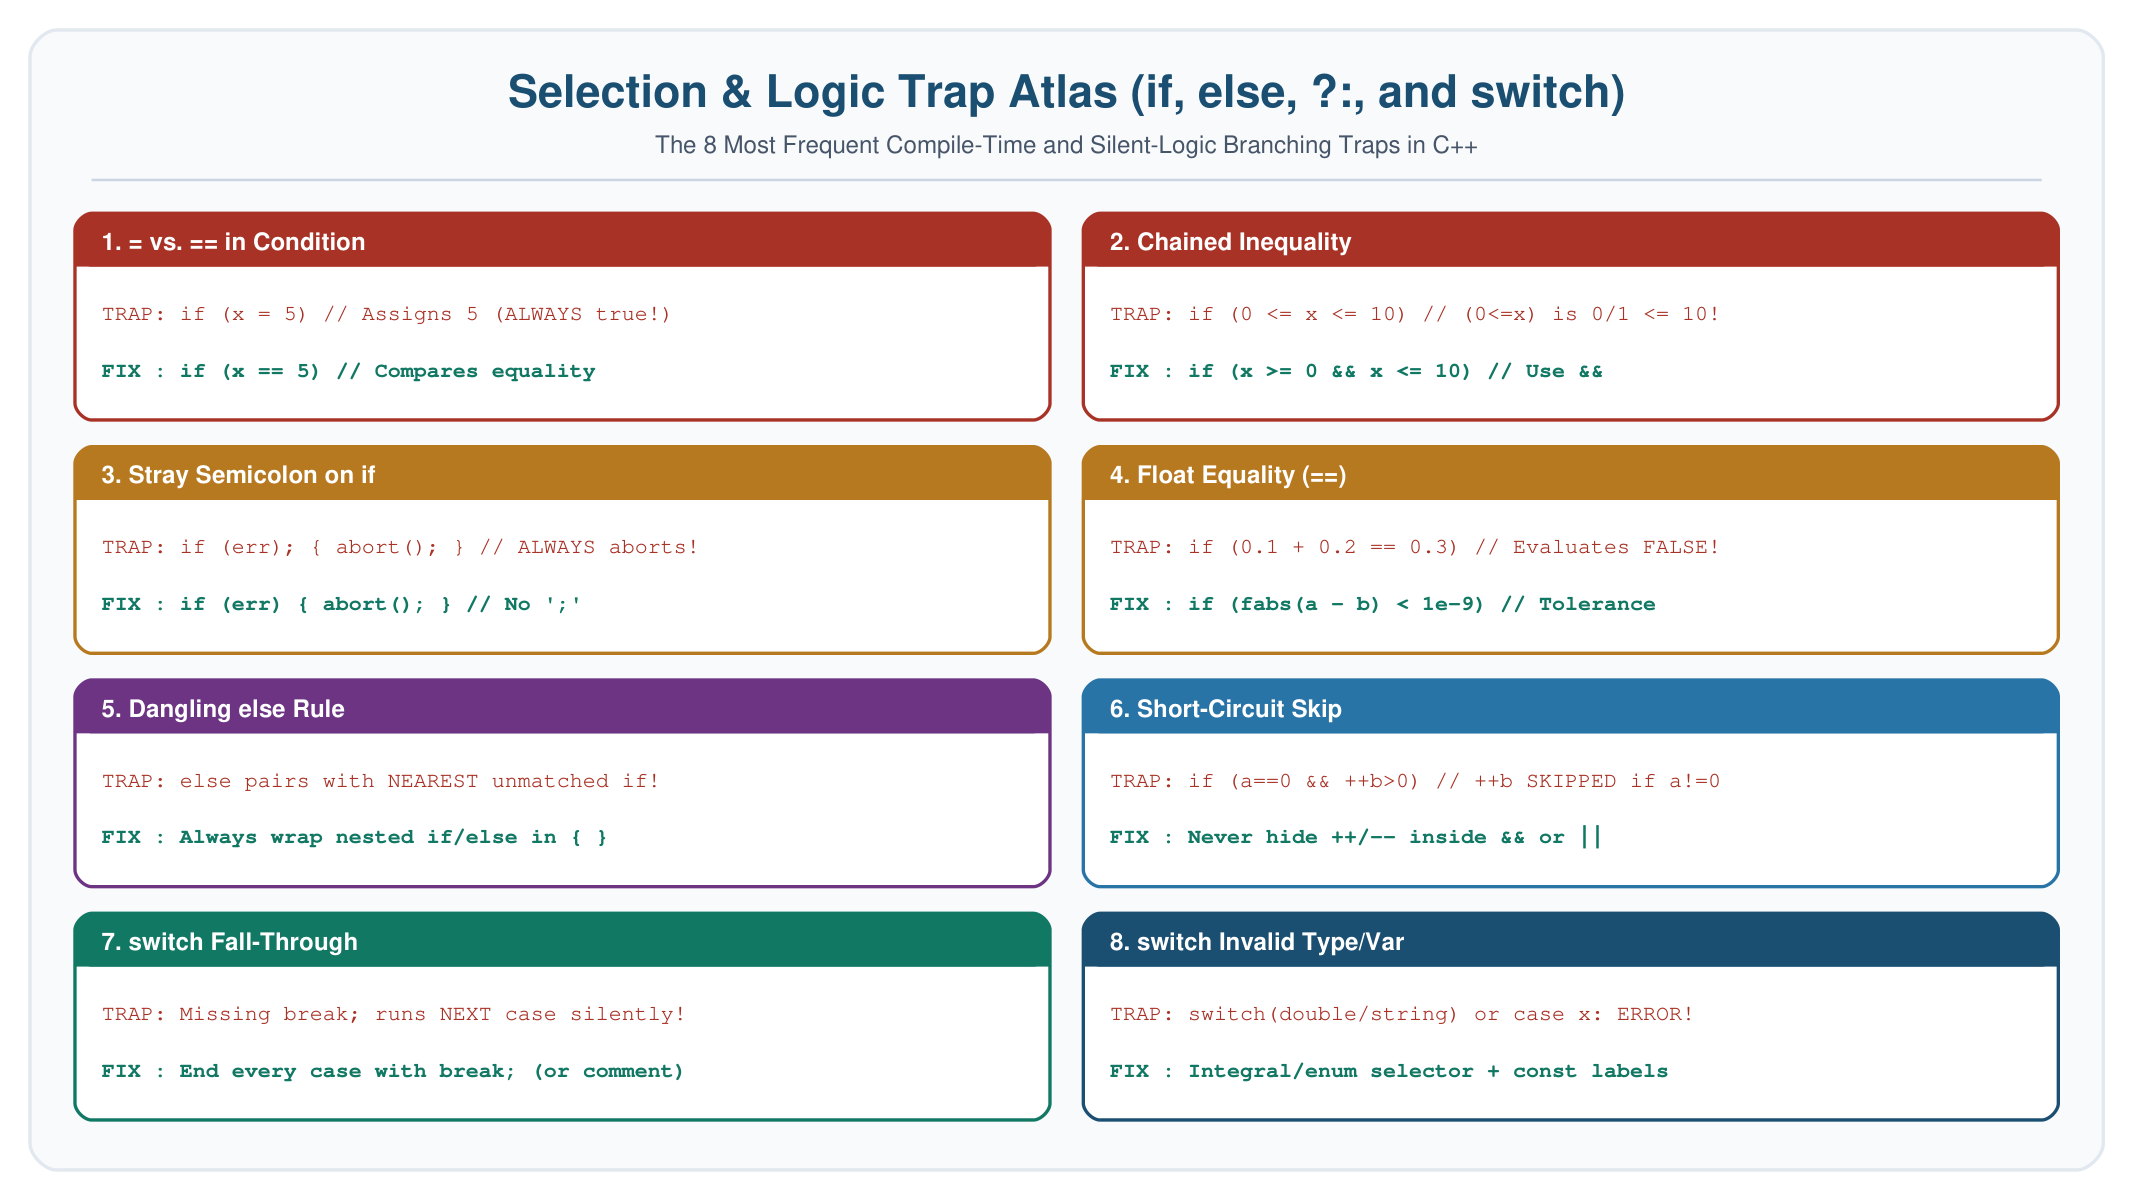 Selection & Logic Trap Atlas (if, else, ?:, and switch)
The 8 Most Frequent Compile-Time and Silent-Logic Branching Traps in C++
1. = vs. == in Condition
TRAP: if (x = 5) // Assigns 5 (ALWAYS true!)
FIX : if (x == 5) // Compares equality
2. Chained Inequality
TRAP: if (0 <= x <= 10) // (0<=x) is 0/1 <= 10!
FIX : if (x >= 0 && x <= 10) // Use &&
3. Stray Semicolon on if
TRAP: if (err); { abort(); } // ALWAYS aborts!
FIX : if (err) { abort(); } // No ';'
4. Float Equality (==)
TRAP: if (0.1 + 0.2 == 0.3) // Evaluates FALSE!
FIX : if (fabs(a - b) < 1e-9) // Tolerance
5. Dangling else Rule
TRAP: else pairs with NEAREST unmatched if!
FIX : Always wrap nested if/else in { }
6. Short-Circuit Skip
TRAP: if (a==0 && ++b>0) // ++b SKIPPED if a!=0
FIX : Never hide ++/-- inside && or ||
7. switch Fall-Through
TRAP: Missing break; runs NEXT case silently!
FIX : End every case with break; (or comment)
8. switch Invalid Type/Var
TRAP: switch(double/string) or case x: ERROR!
FIX : Integral/enum selector + const labels